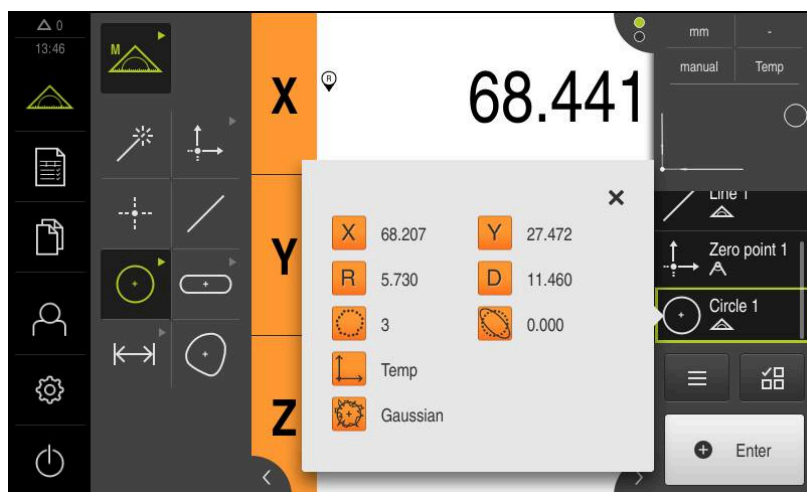 0
13:46
M
X
R
68.441
Y
Z
X 68.207 Y 27.472
R 5.730 D 11.460
3 0.000
Temp
Gaussian
mm -
manual Temp
Line 1
Zero point 1
Circle 1
Enter